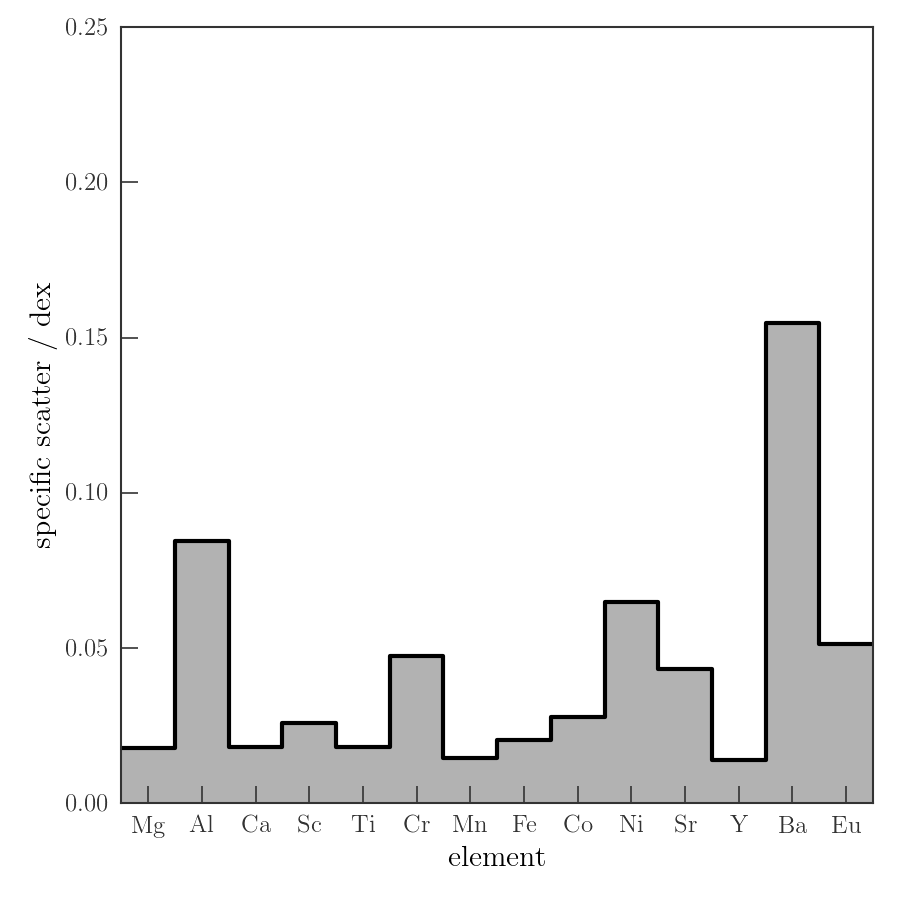 0.25
0.20
0.15
0.10
0.05
0.00
specific scatter / dex
Mg Al Ca Sc Ti Cr Mn Fe Co Ni Sr Y Ba Eu
element